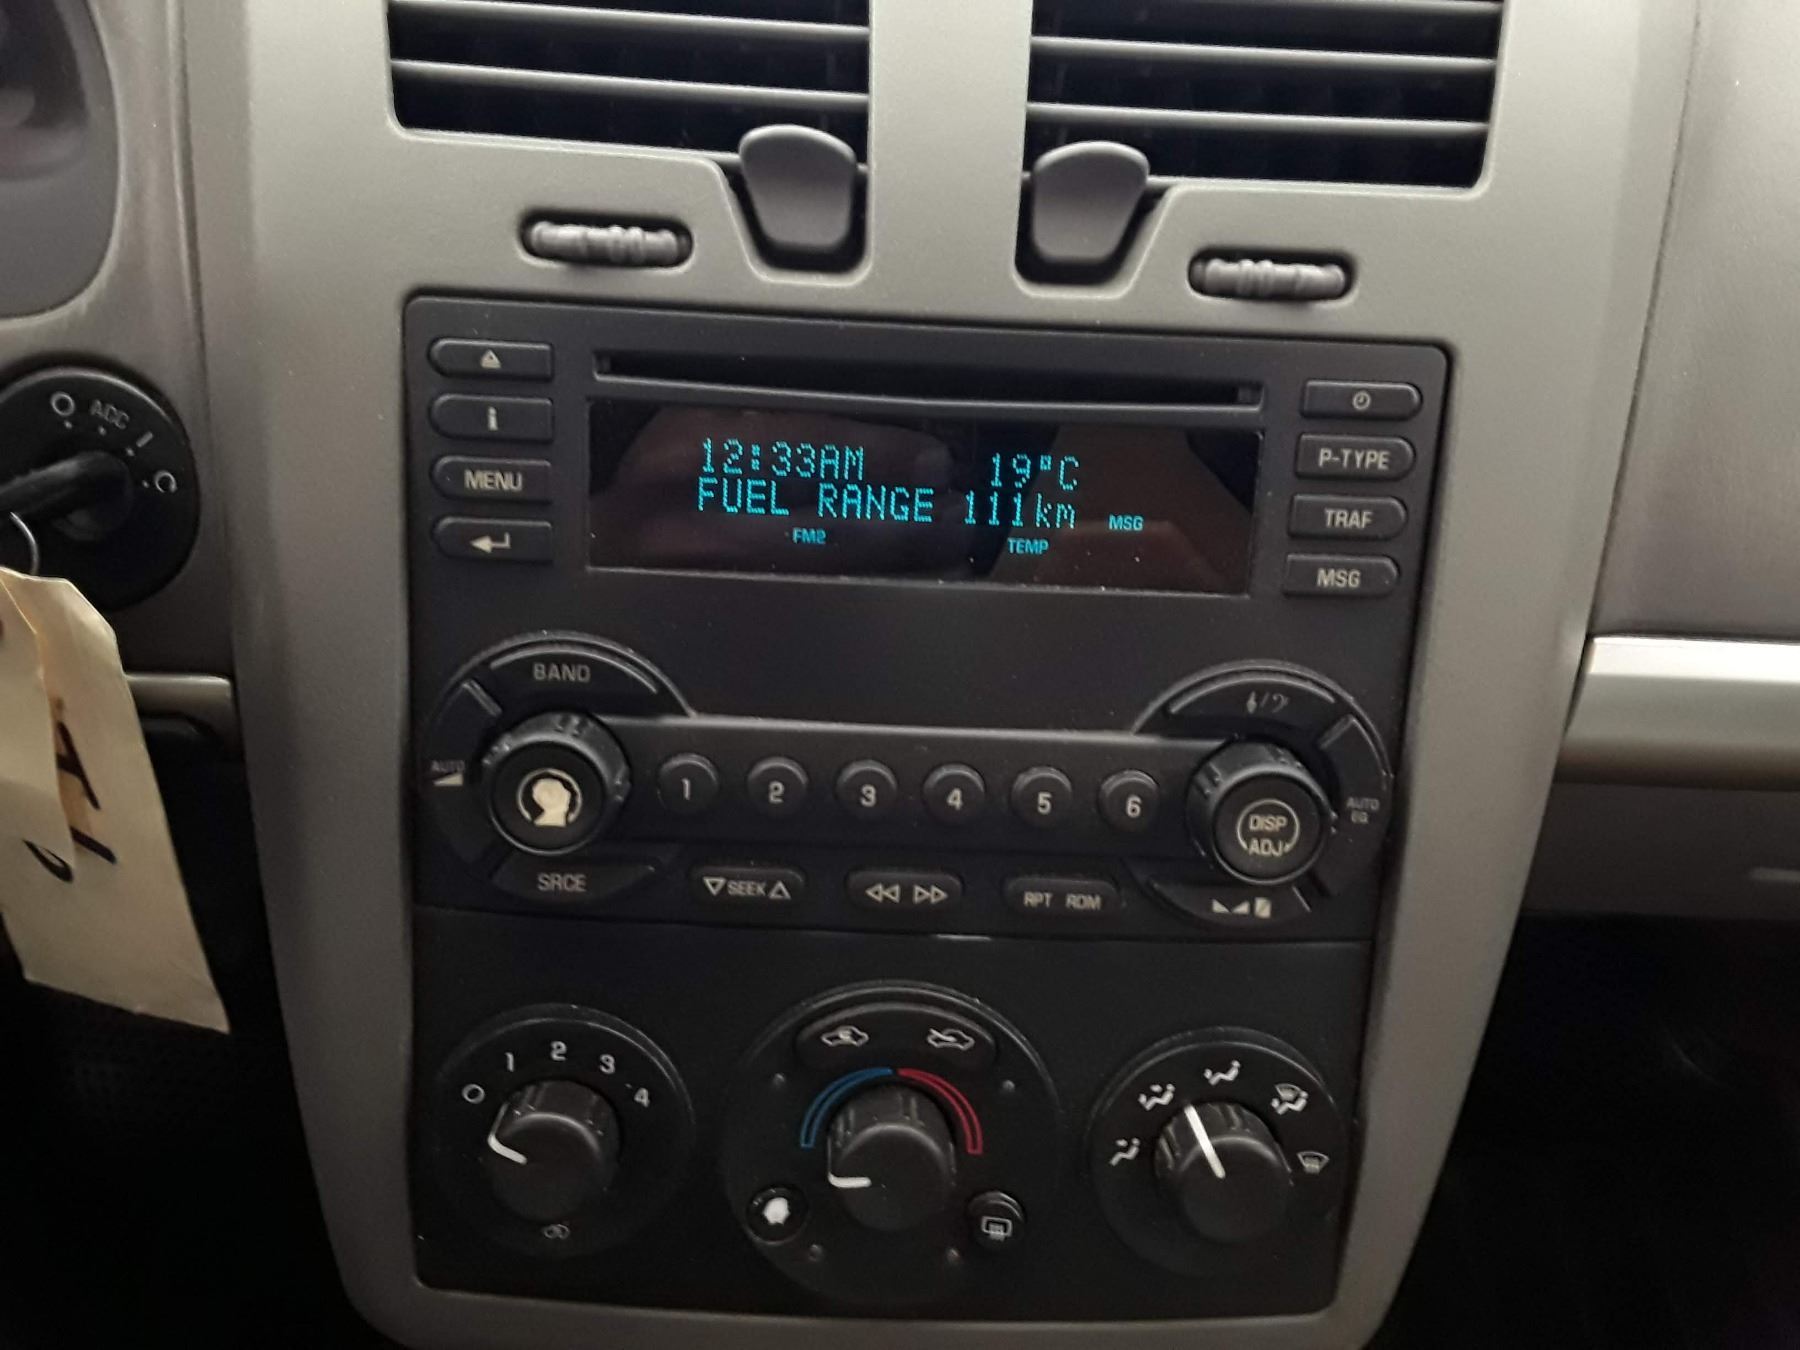 ACC
i
MENU
12:33AM 19°C
FUEL RANGE 111km MSG
FM2 TEMP
P-TYPE
TRAF
MSG
BAND
AUTO
1 2 3 4 5 6
DISP
ADJ
AUTO
EQ
SRCE
SEEK
RPT RDM
1 2 3 4